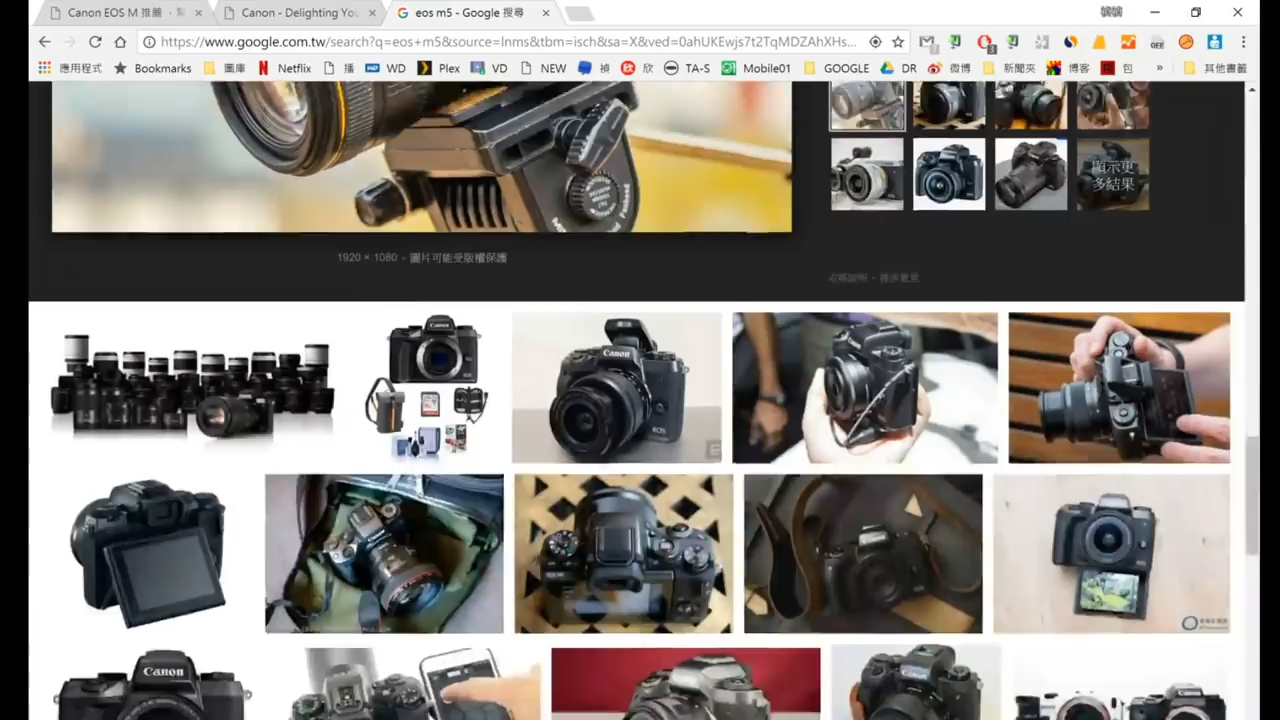 Canon EOS M 推薦
Canon - Delighting You
eos m5 - Google 搜尋
https://www.google.com.tw/search?q=eos+m5&source=lnms&tbm=isch&sa=X&ved=0ahUKEwjs7t2TqMDZAhXHs...
應用程式
Bookmarks
圖庫
Netflix
播
WD
Plex
VD
NEW
禎
欣
TA-S
Mobile01
GOOGLE
DR
微博
新聞夾
博客
包
»
其他書籤
顯示更
多結果
1920 × 1080 - 圖片可能受版權保護
Canon
Canon
EOS
Canon